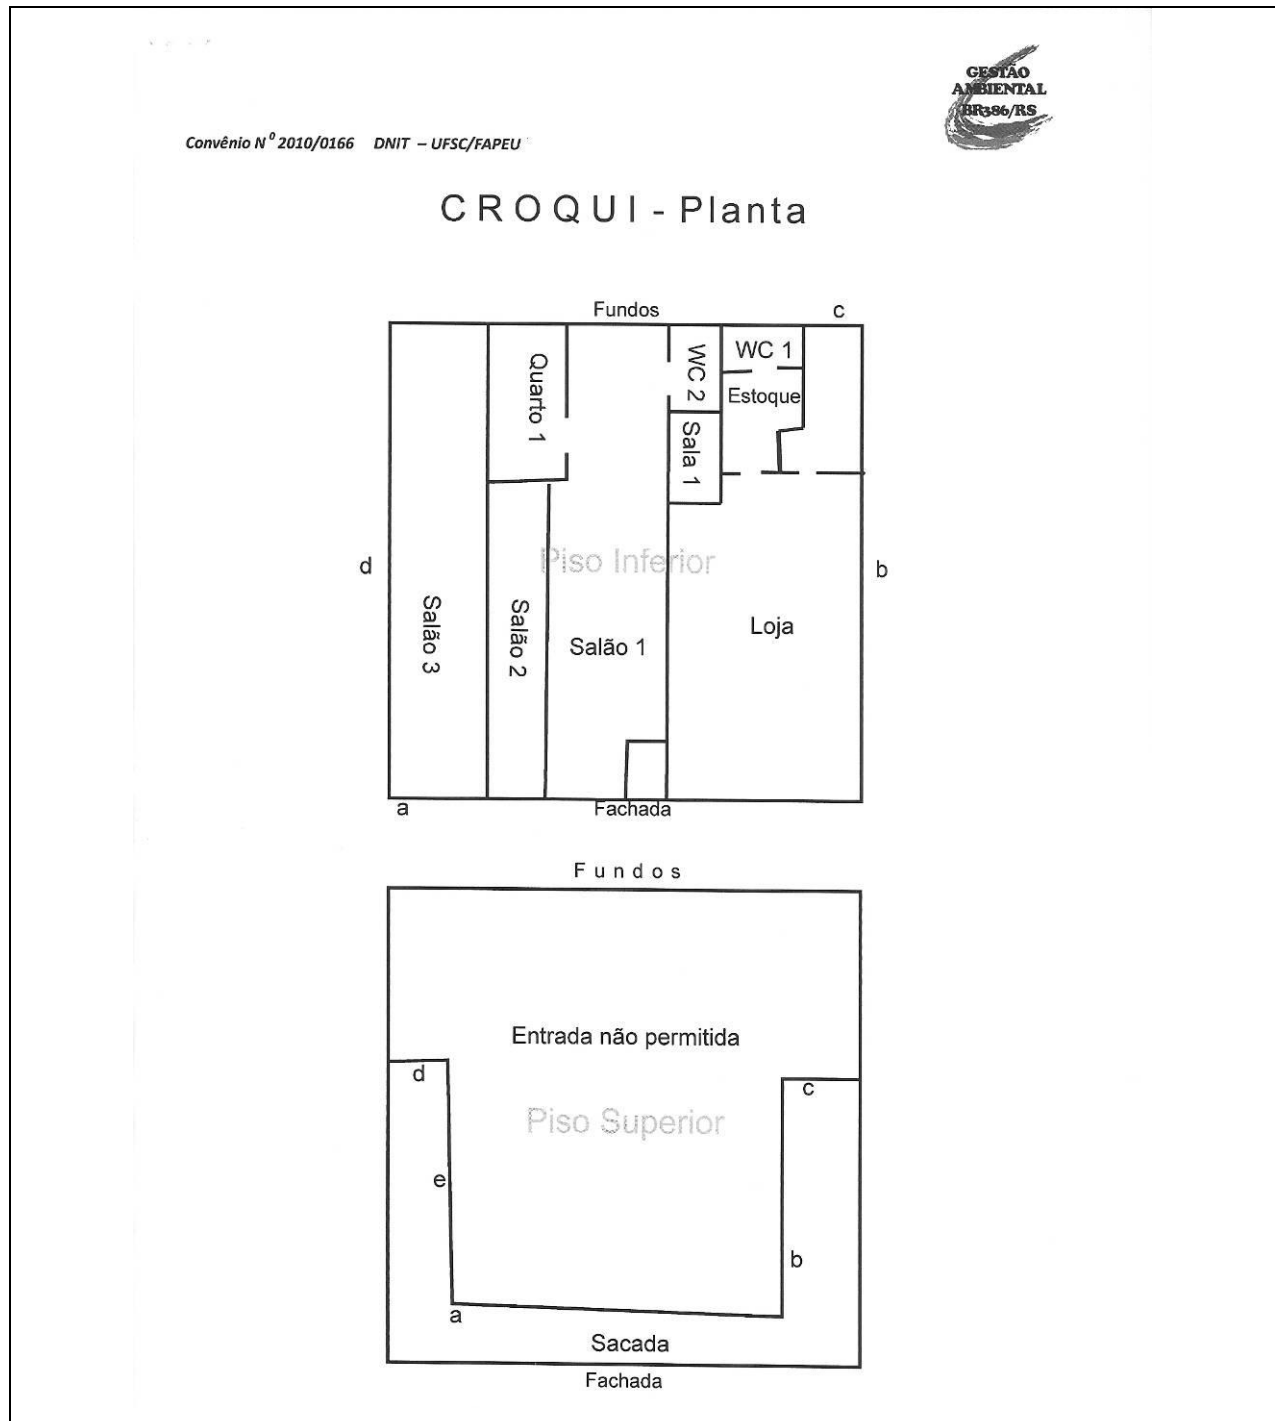 GESTÃO
AMBIENTAL
BR386/RS
Convênio Nº 2010/0166 DNIT – UFSC/FAPEU
CROQUI - Planta
Fundos
c
Quarto 1
WC 2
WC 1
Estoque
Sala 1
Piso Inferior
d
b
Salão 3
Salão 2
Salão 1
Loja
a
Fachada
Fundos
Entrada não permitida
d
c
Piso Superior
e
b
a
Sacada
Fachada